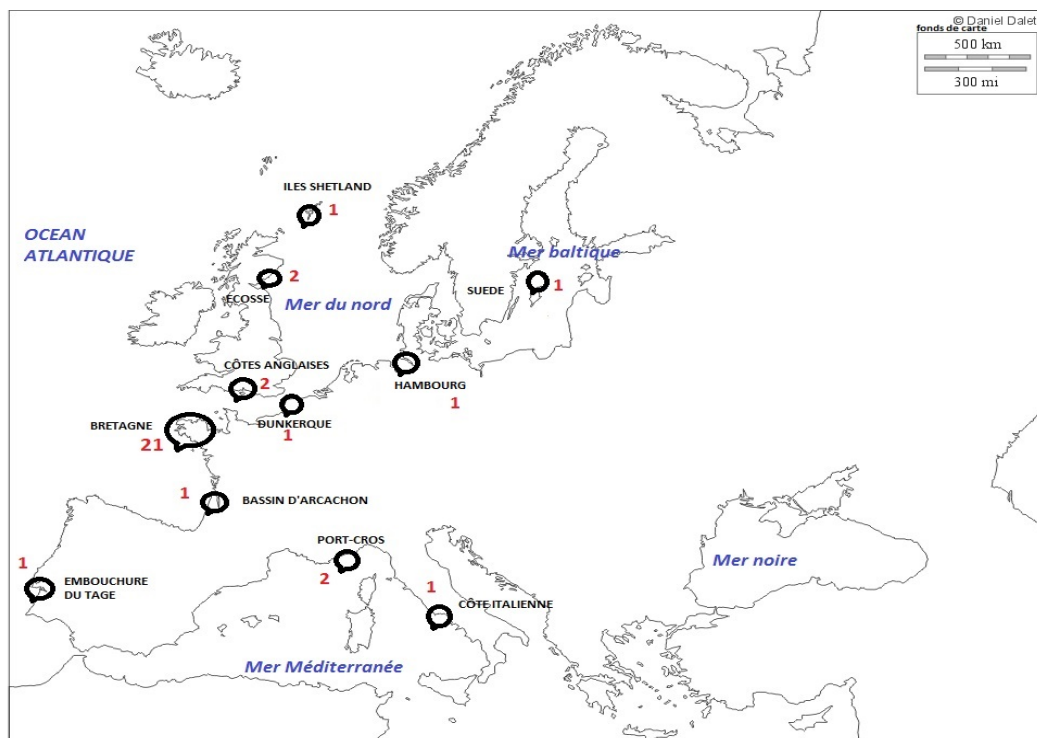 © Daniel Dalet
fonds de carte
500 km
300 mi
ILES SHETLAND
1
OCEAN
ATLANTIQUE
Mer baltique
2
SUEDE
1
ÉCOSSE
Mer du nord
CÔTES ANGLAISES
2
HAMBOURG
1
BRETAGNE
21
DUNKERQUE
1
1
BASSIN D'ARCACHON
PORT-CROS
2
1
EMBOUCHURE
DU TAGE
1
CÔTE ITALIENNE
Mer noire
Mer Méditerranée